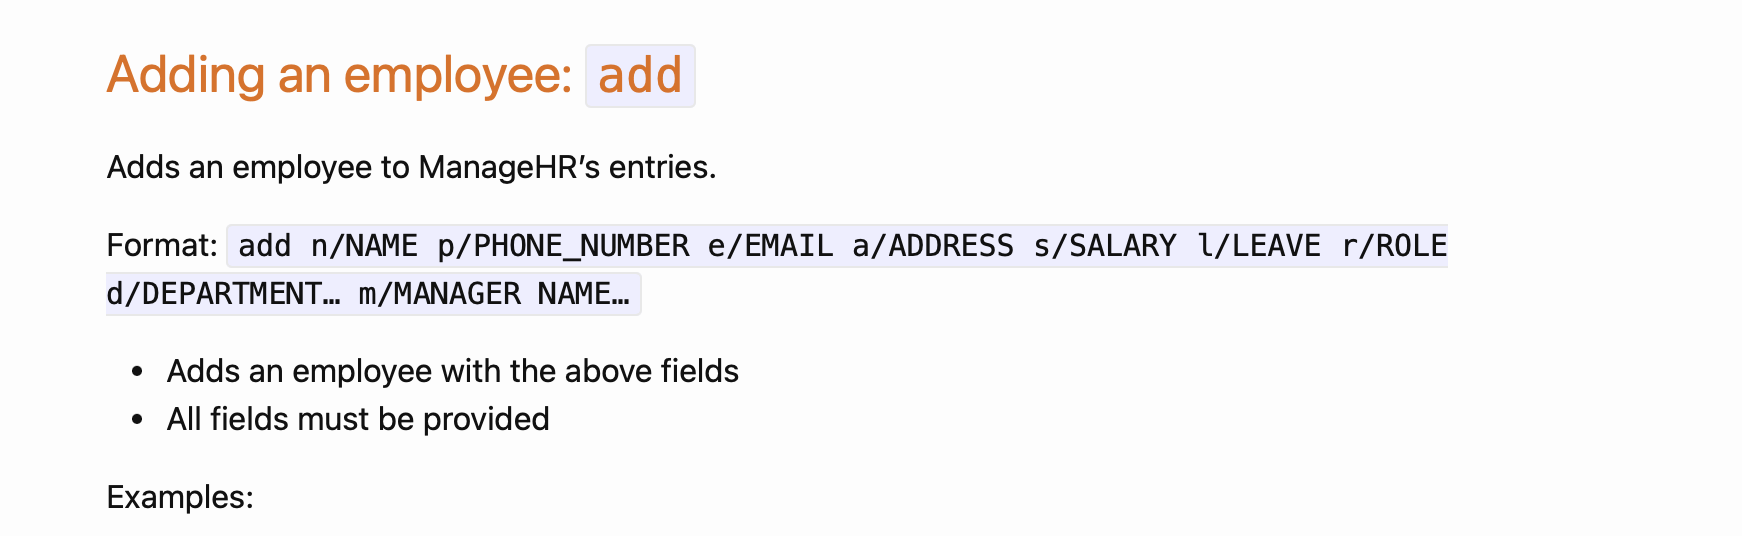 Adding an employee: add
Adds an employee to ManageHR’s entries.
Format: add n/NAME p/PHONE_NUMBER e/EMAIL a/ADDRESS s/SALARY l/LEAVE r/ROLE
d/DEPARTMENT… m/MANAGER NAME…
• Adds an employee with the above fields
• All fields must be provided
Examples: